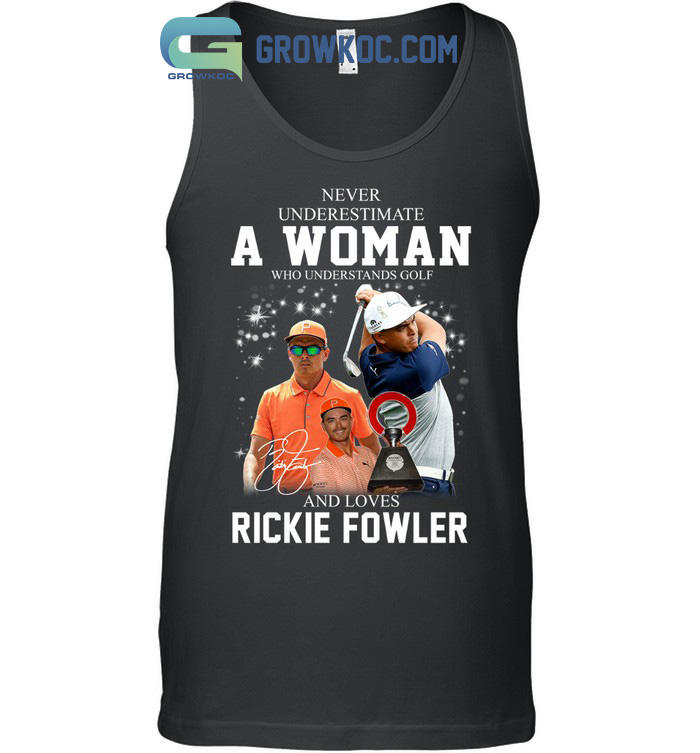 GROWKOC
GROWKOC.COM
NEVER
UNDERESTIMATE
A WOMAN
WHO UNDERSTANDS GOLF
P
P
AND LOVES
RICKIE FOWLER